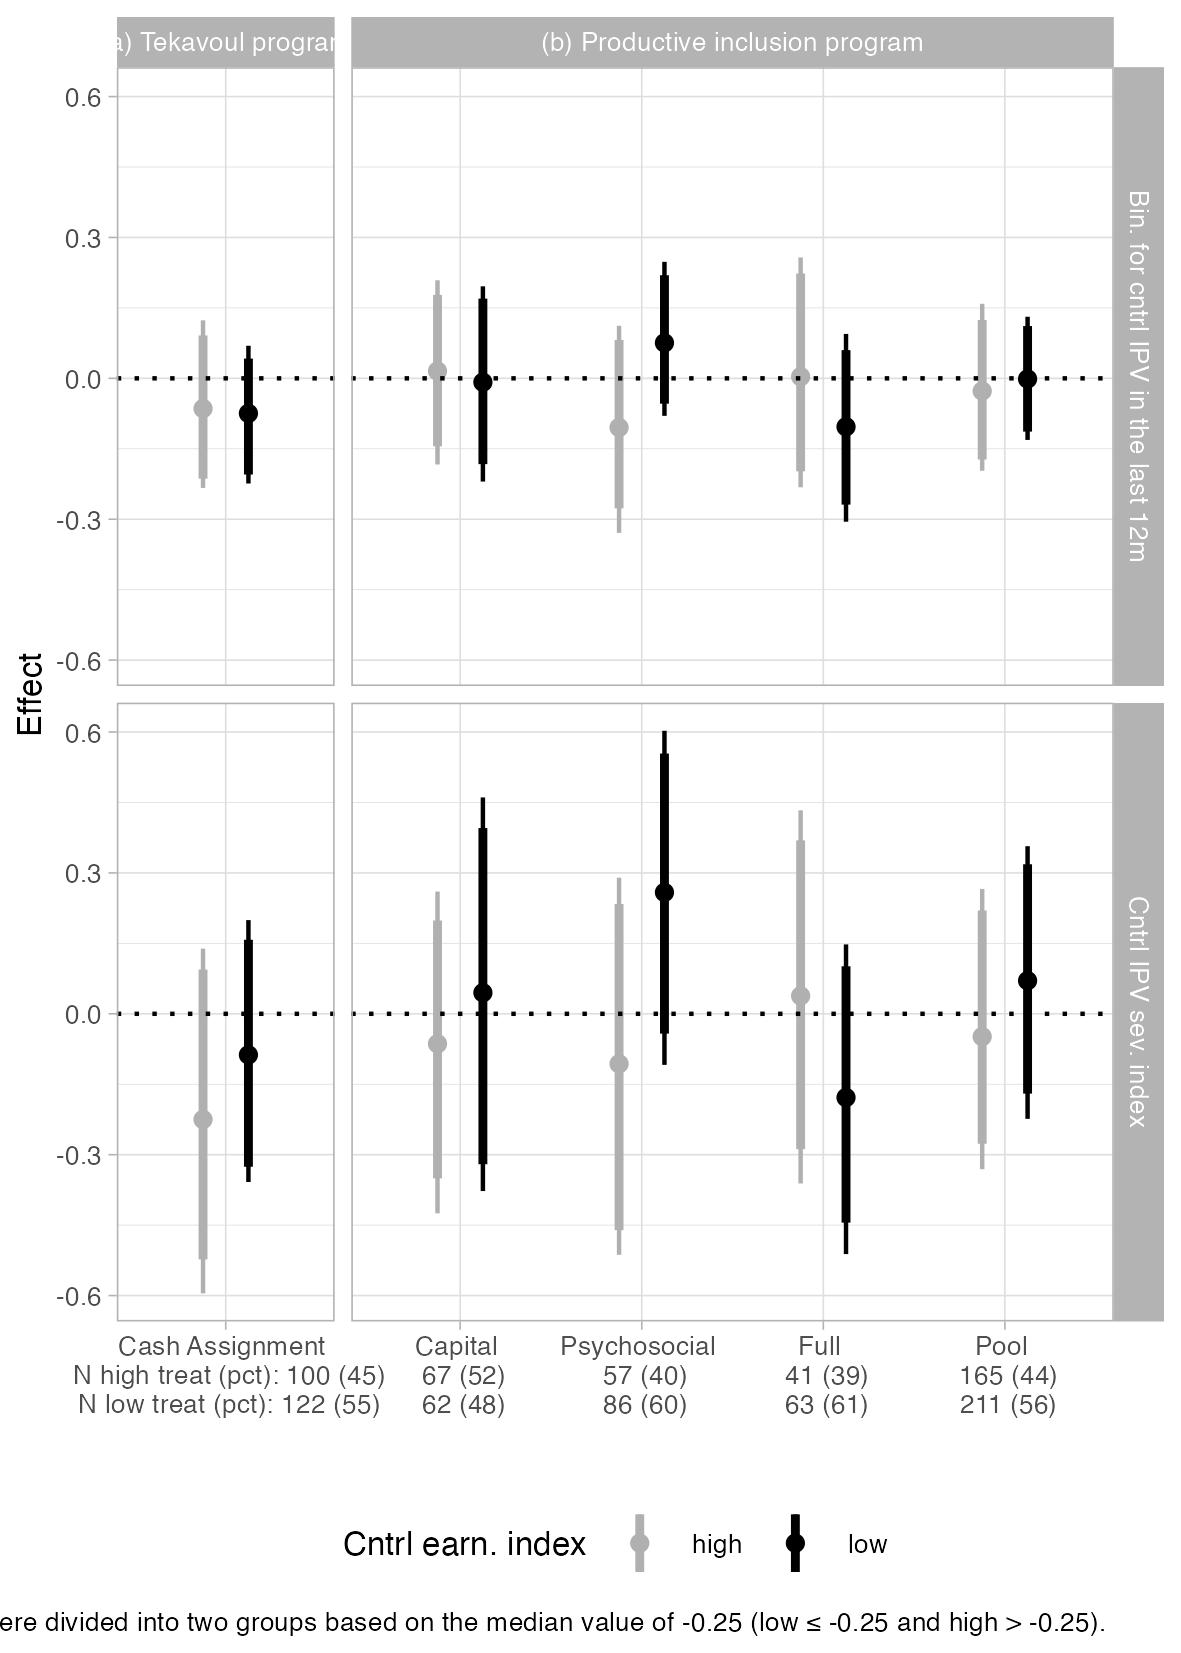 a) Tekavoul progra
(b) Productive inclusion program
Bin. for cntrl IPV in the last 12m
0.6
0.3
0.0
-0.3
-0.6
Effect
Cntrl IPV sev. index
0.6
0.3
0.0
-0.3
-0.6
Cash Assignment Capital Psychosocial Full Pool
N high treat (pct): 100 (45) 67 (52) 57 (40) 41 (39) 165 (44)
N low treat (pct): 122 (55) 62 (48) 86 (60) 63 (61) 211 (56)
Cntrl earn. index high low
ere divided into two groups based on the median value of -0.25 (low ≤ -0.25 and high > -0.25).